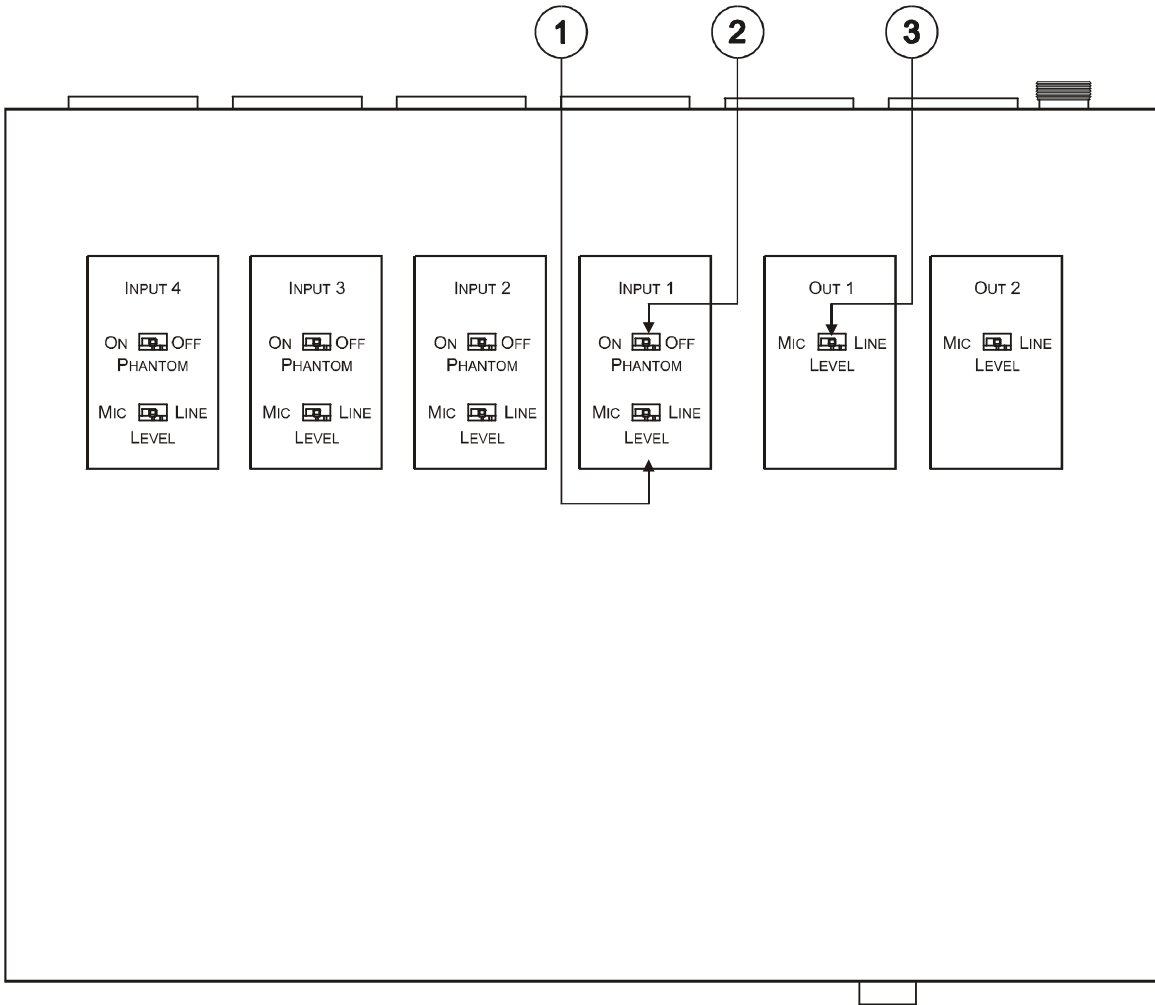 1 2 3
INPUT 4
ON OFF
PHANTOM
MIC LINE
LEVEL
INPUT 3
ON OFF
PHANTOM
MIC LINE
LEVEL
INPUT 2
ON OFF
PHANTOM
MIC LINE
LEVEL
INPUT 1
ON OFF
PHANTOM
MIC LINE
LEVEL
OUT 1
MIC LINE
LEVEL
OUT 2
MIC LINE
LEVEL